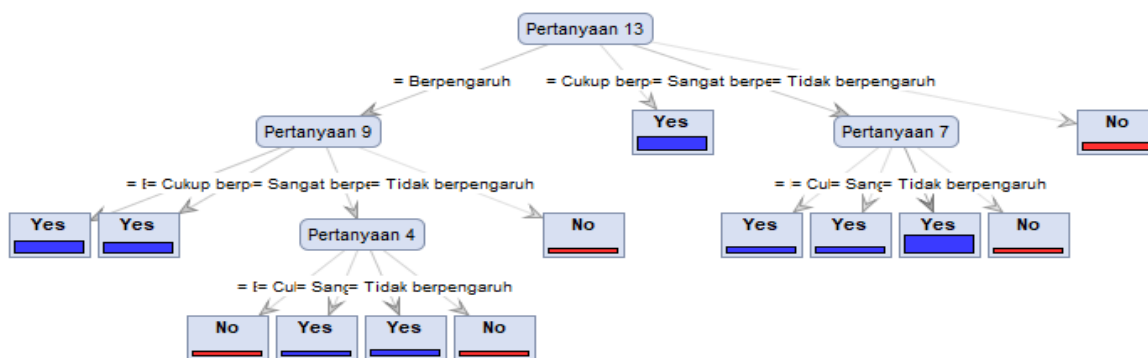 Pertanyaan 13
= Berpengaruh
= Cukup berp
= Sangat berpe
= Tidak berpengaruh
Pertanyaan 9
Yes
Pertanyaan 7
No
= Cukup berp
= Sangat berpe
= Tidak berpengaruh
= Cul
= Sang
= Tidak berpengaruh
Yes
Yes
Pertanyaan 4
No
Yes
Yes
Yes
No
= Cul
= Sang
= Tidak berpengaruh
No
Yes
Yes
No